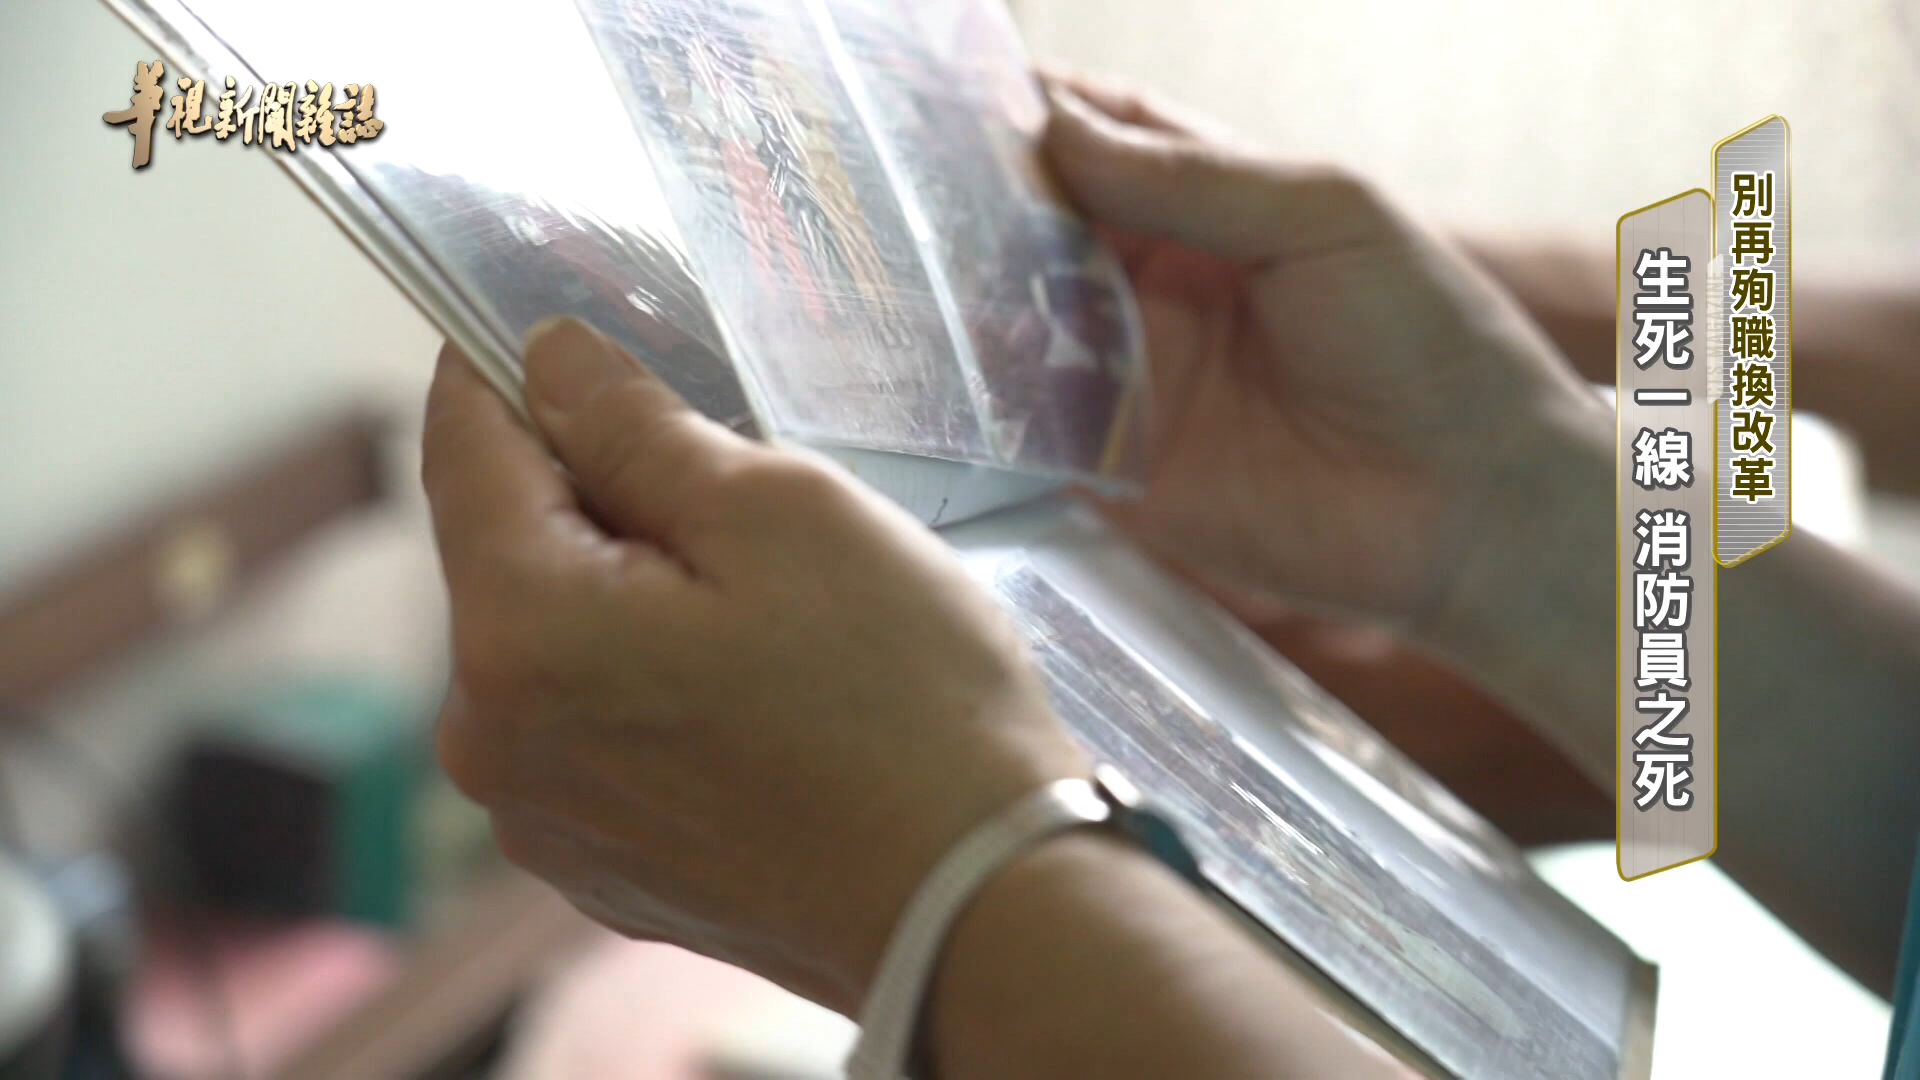 華視新聞雜誌
別再殉職換改革
生死一線 消防員之死